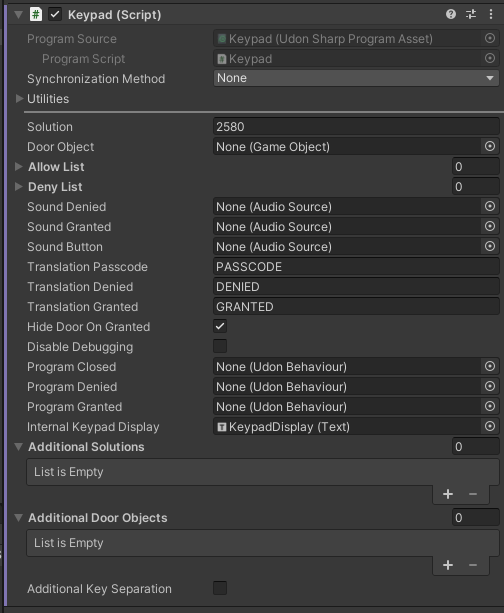 Keypad (Script)
Program Source Keypad (Udon Sharp Program Asset)
Program Script Keypad
Synchronization Method None
Utilities
Solution 2580
Door Object None (Game Object)
Allow List 0
Deny List 0
Sound Denied None (Audio Source)
Sound Granted None (Audio Source)
Sound Button None (Audio Source)
Translation Passcode PASSCODE
Translation Denied DENIED
Translation Granted GRANTED
Hide Door On Granted
Disable Debugging
Program Closed None (Udon Behaviour)
Program Denied None (Udon Behaviour)
Program Granted None (Udon Behaviour)
Internal Keypad Display KeypadDisplay (Text)
Additional Solutions 0
List is Empty
+ −
Additional Door Objects 0
List is Empty
+ −
Additional Key Separation